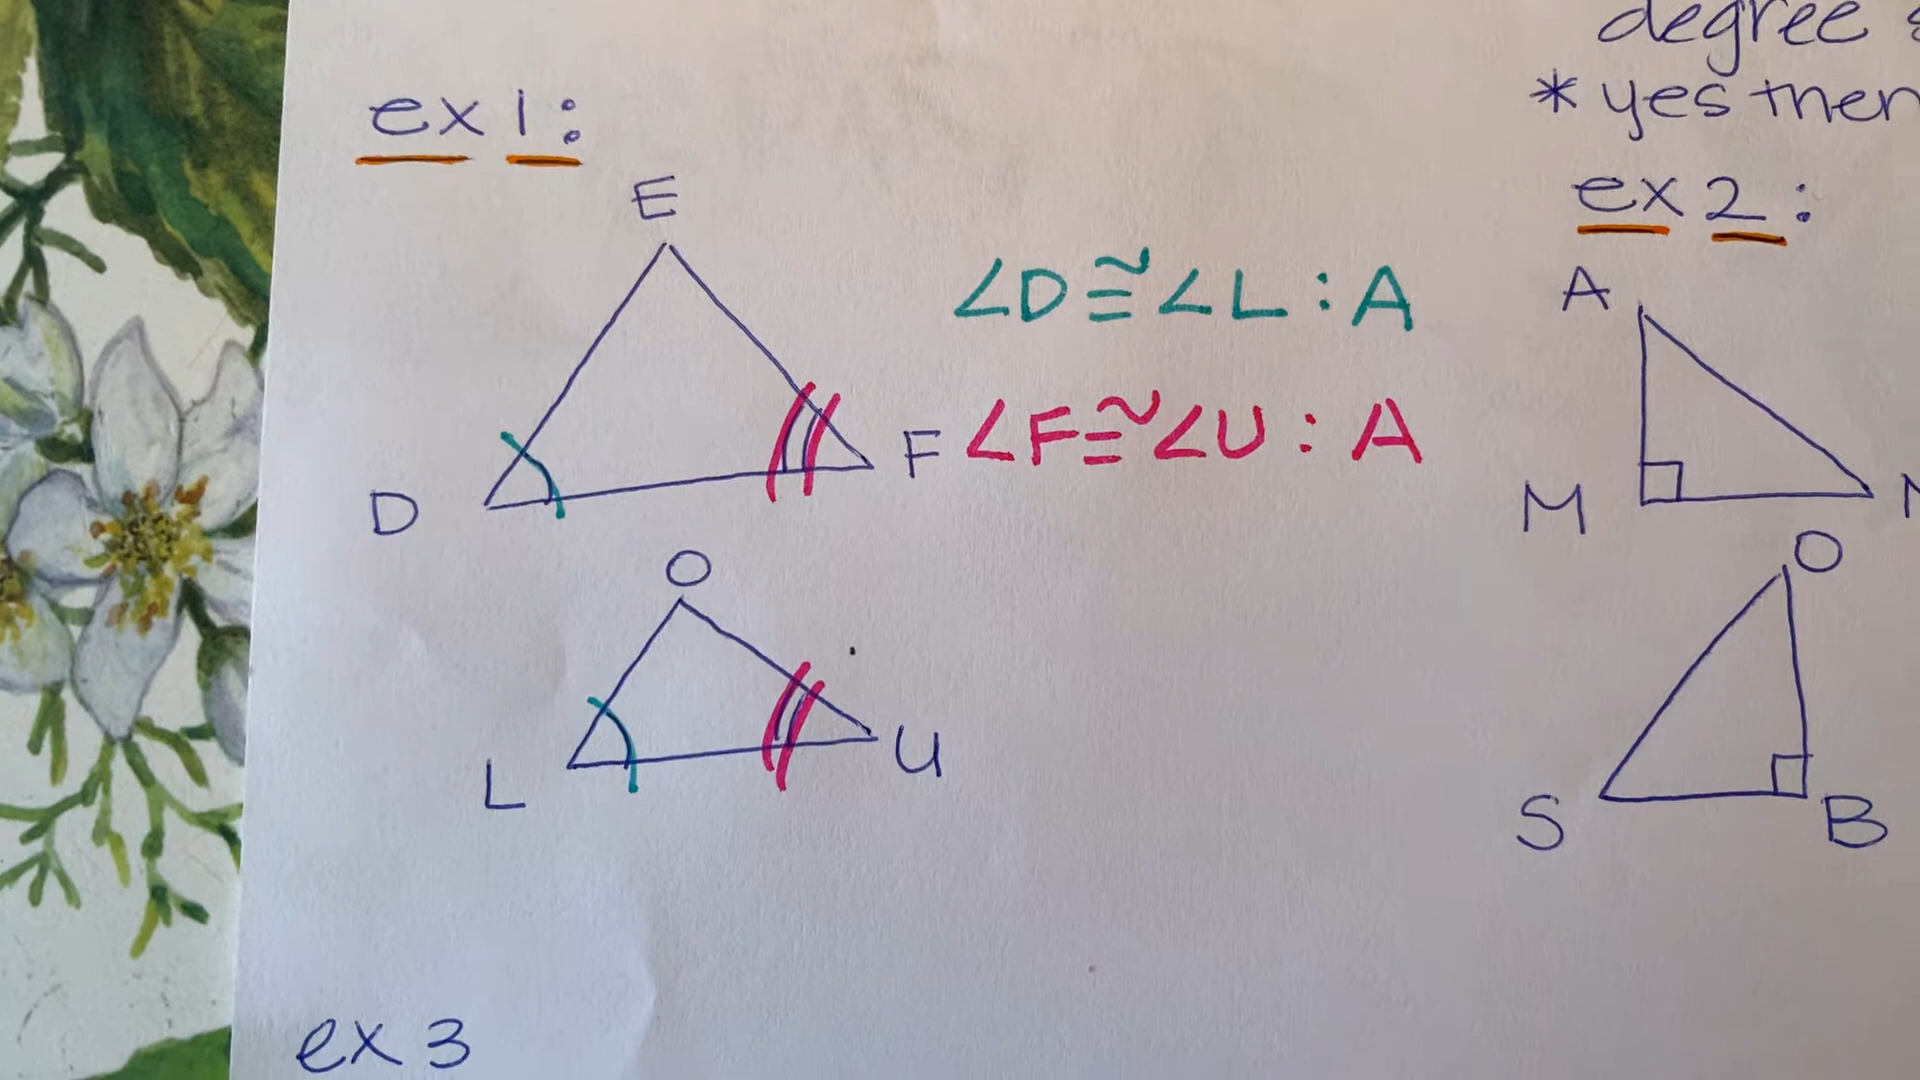 ex 1:
E
∠D ≅ ∠L : A
D
F
∠F ≅ ∠U : A
O
L
U
ex 3
degree
* yes then
ex 2:
A
M
O
S
B